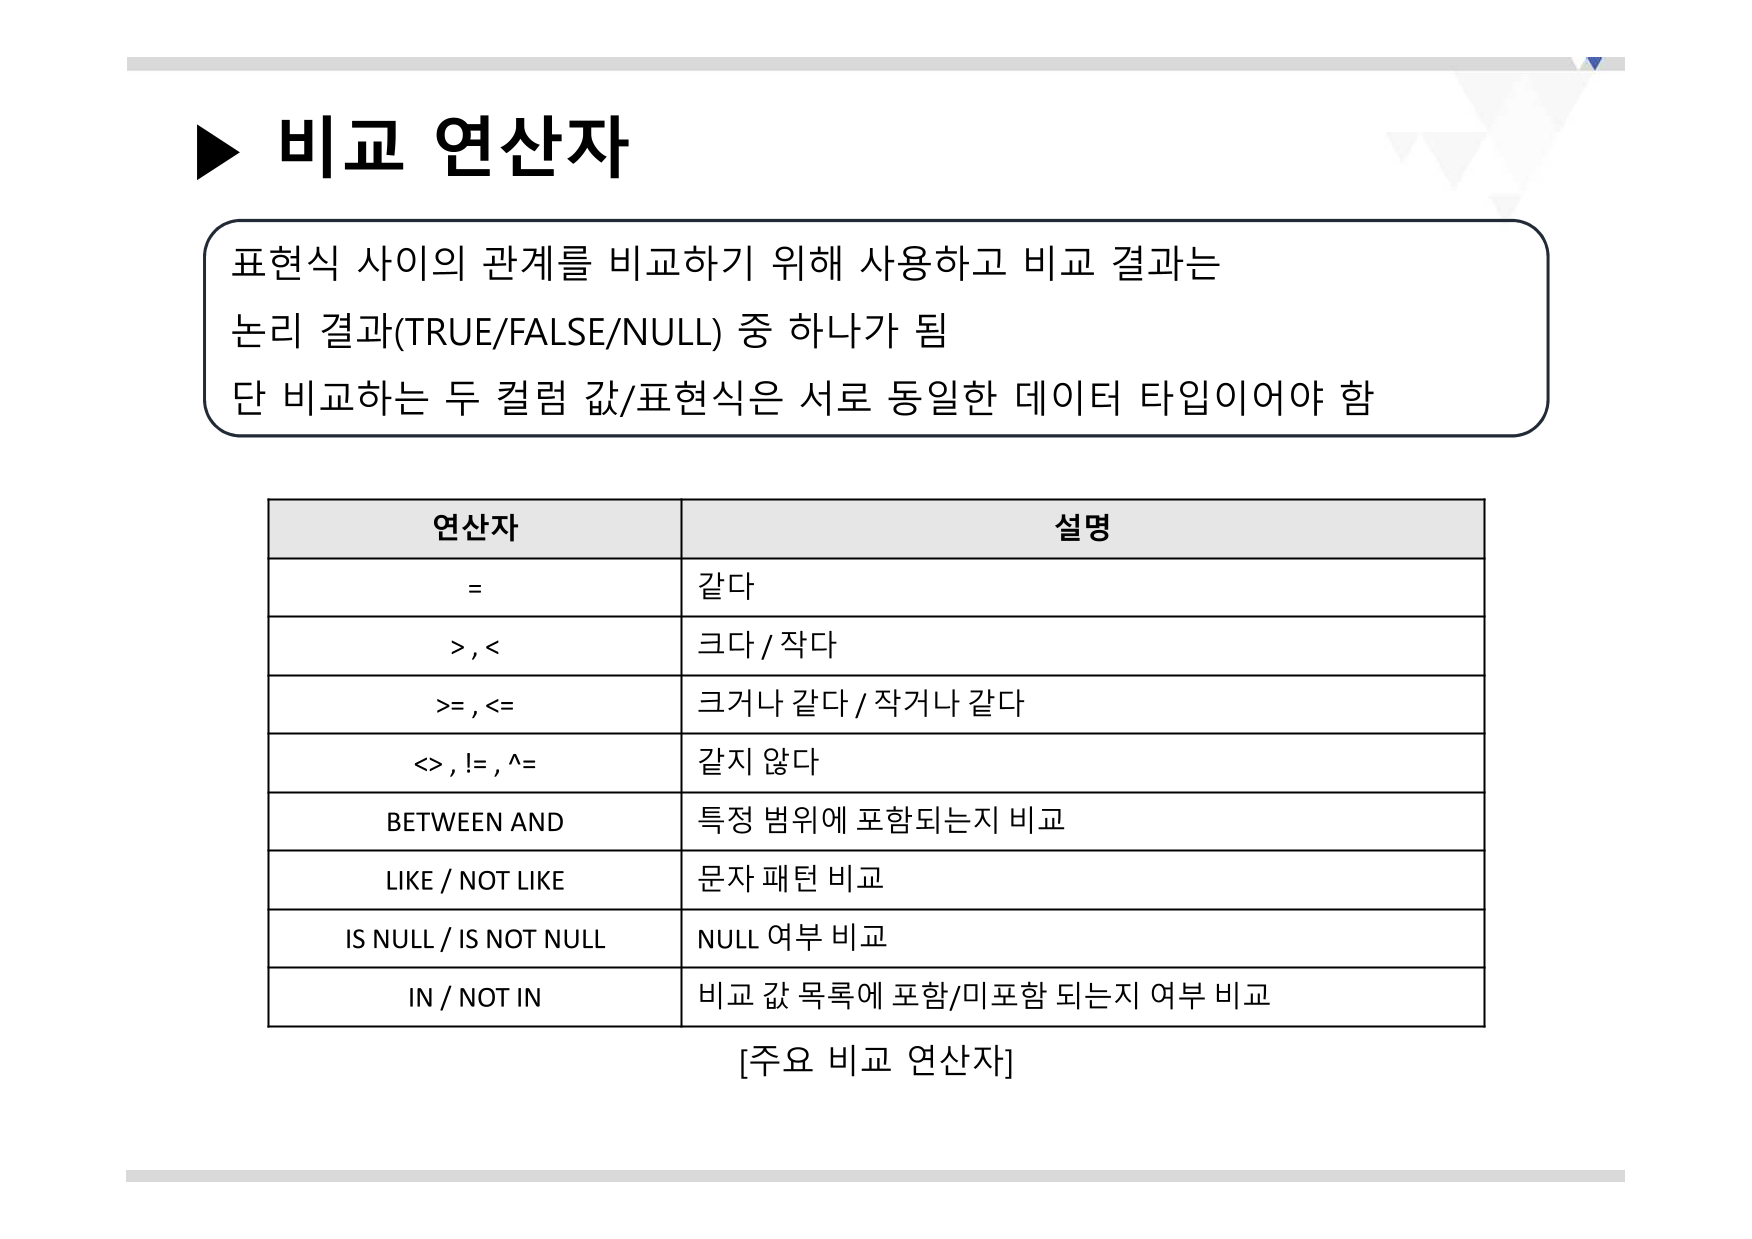 ▶ 비교 연산자
표현식 사이의 관계를 비교하기 위해 사용하고 비교 결과는
논리 결과(TRUE/FALSE/NULL) 중 하나가 됨
단 비교하는 두 컬럼 값/표현식은 서로 동일한 데이터 타입이어야 함
연산자 설명
= 같다
> , < 크다 / 작다
>= , <= 크거나 같다 / 작거나 같다
<> , != , ^= 같지 않다
BETWEEN AND 특정 범위에 포함되는지 비교
LIKE / NOT LIKE 문자 패턴 비교
IS NULL / IS NOT NULL NULL 여부 비교
IN / NOT IN 비교 값 목록에 포함/미포함 되는지 여부 비교
[주요 비교 연산자]